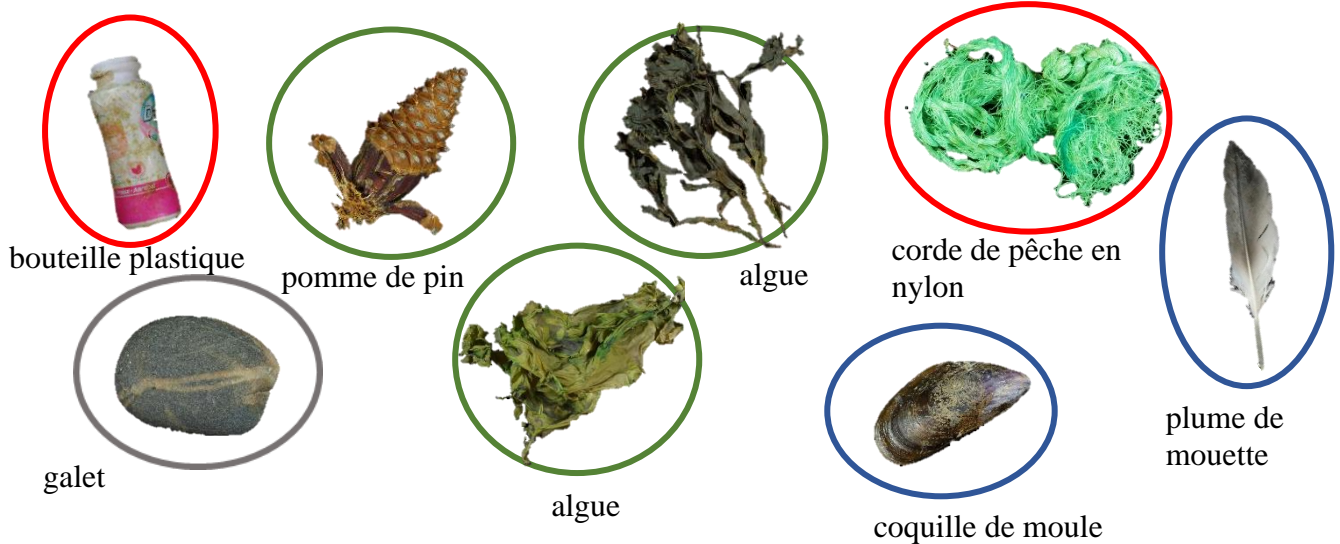 bouteille plastique
pomme de pin
algue
corde de pêche en
nylon
galet
algue
coquille de moule
plume de
mouette